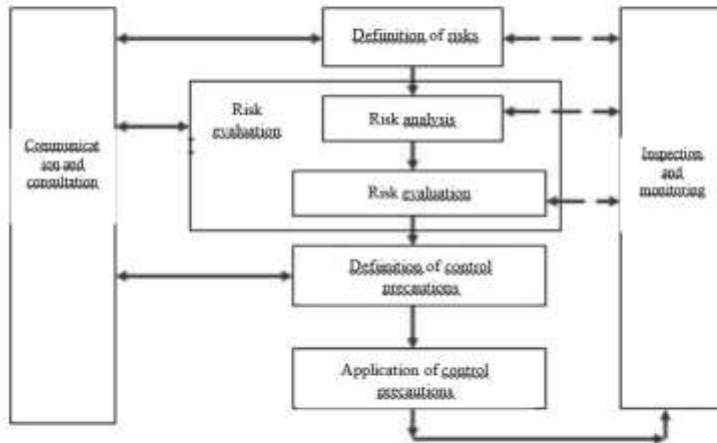 Definition of risks
Risk
evaluation
Risk analysis
Communicat
ion and
consultation
Inspection
and
monitoring
Risk evaluation
Definition of control
precautions
Application of control
precautions